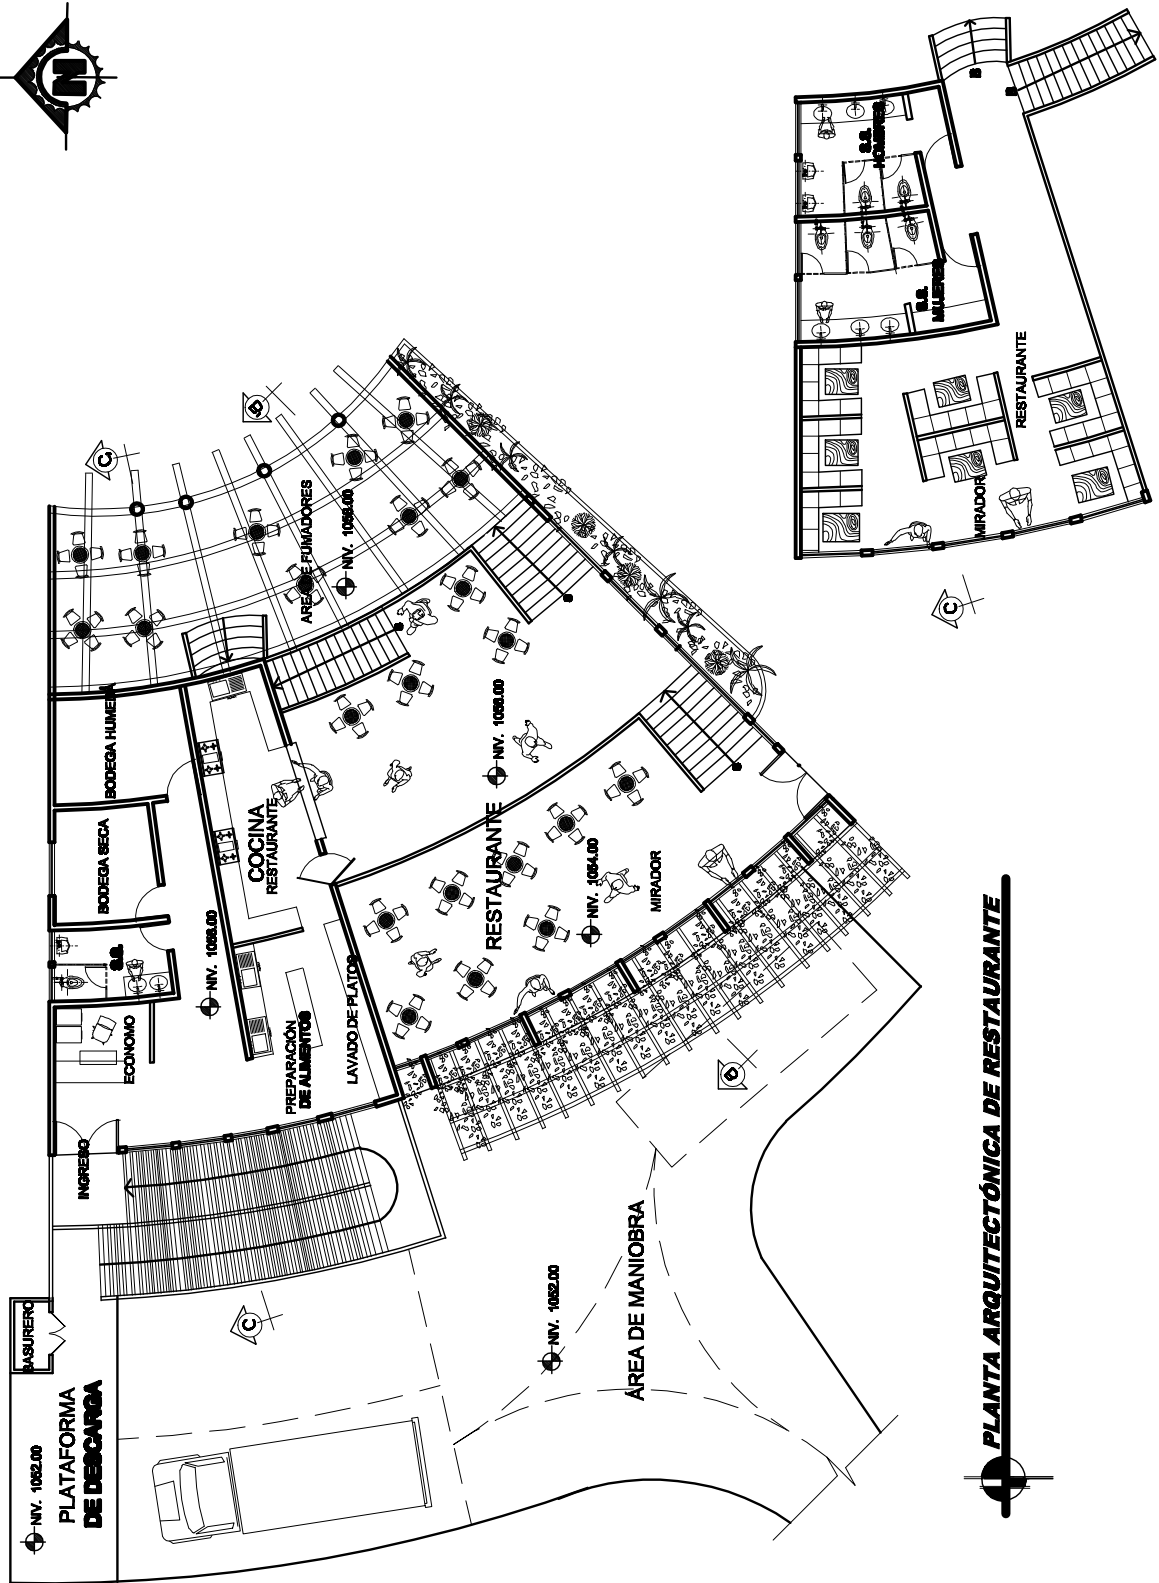 N
S.S.
HOMBRES
S.S.
MUJERES
RESTAURANTE
MIRADOR
C
C
B
AREA DE FUMADORES
NIV. 1058.00
BODEGA HUMEDA
BODEGA SECA
S.S.
NIV. 1056.00
ECONOMO
INGRESO
COCINA
RESTAURANTE
PREPARACIÓN
DE ALIMENTOS
LAVADO DE PLATOS
RESTAURANTE
NIV. 1056.00
NIV. 1054.00
MIRADOR
B
C
BASURERO
PLATAFORMA
DE DESCARGA
NIV. 1052.00
NIV. 1052.00
ÁREA DE MANIOBRA
PLANTA ARQUITECTÓNICA DE RESTAURANTE